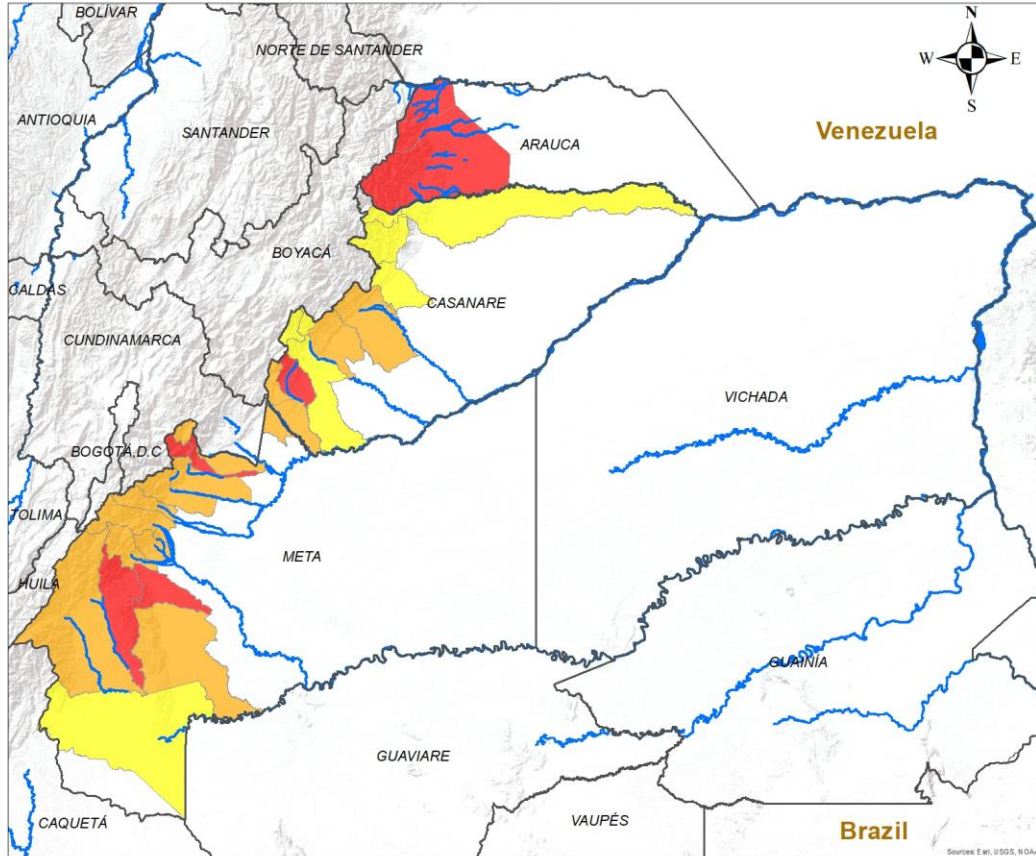 BOLÍVAR
N
NORTE DE SANTANDER
W
E
S
ANTIOQUIA
SANTANDER
ARAUCA
Venezuela
BOYACÁ
CALDAS
CASANARE
CUNDINAMARCA
VICHADA
BOGOTÁ,D.C
TOLIMA
META
HUILA
GUAINÍA
GUAVIARE
CAQUETÁ
VAUPÉS
Brazil
Sources: Esri, USGS, NOAA